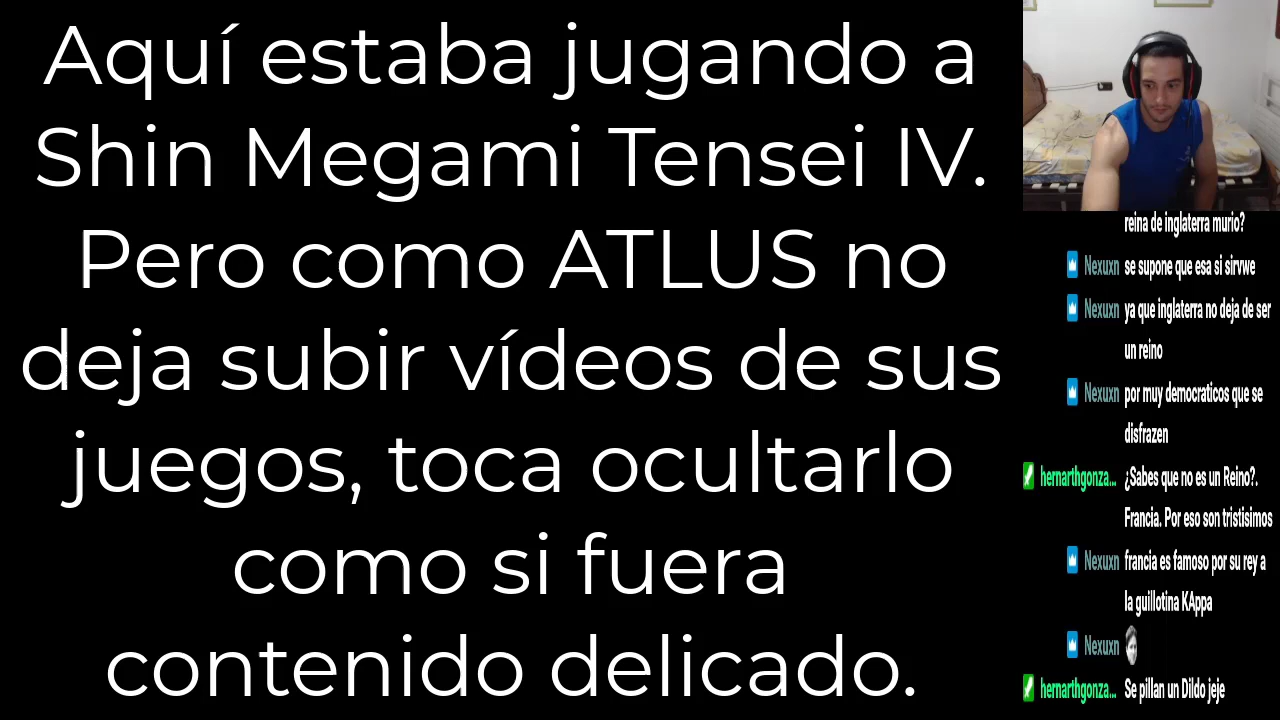 Aquí estaba jugando a
Shin Megami Tensei IV.
Pero como ATLUS no
deja subir vídeos de sus
juegos, toca ocultarlo
como si fuera
contenido delicado.
reina de inglaterra murio?
Nexuxn se supone que esa si sirvwe
Nexuxn ya que inglaterra no deja de ser
un reino
Nexuxn por muy democraticos que se
disfrazen
hernarthgonza... ¿Sabes que no es un Reino?.
Francia. Por eso son tristisimos
Nexuxn francia es famoso por su rey a
la guillotina KAppa
Nexuxn
hernarthgonza... Se pillan un Dildo jeje